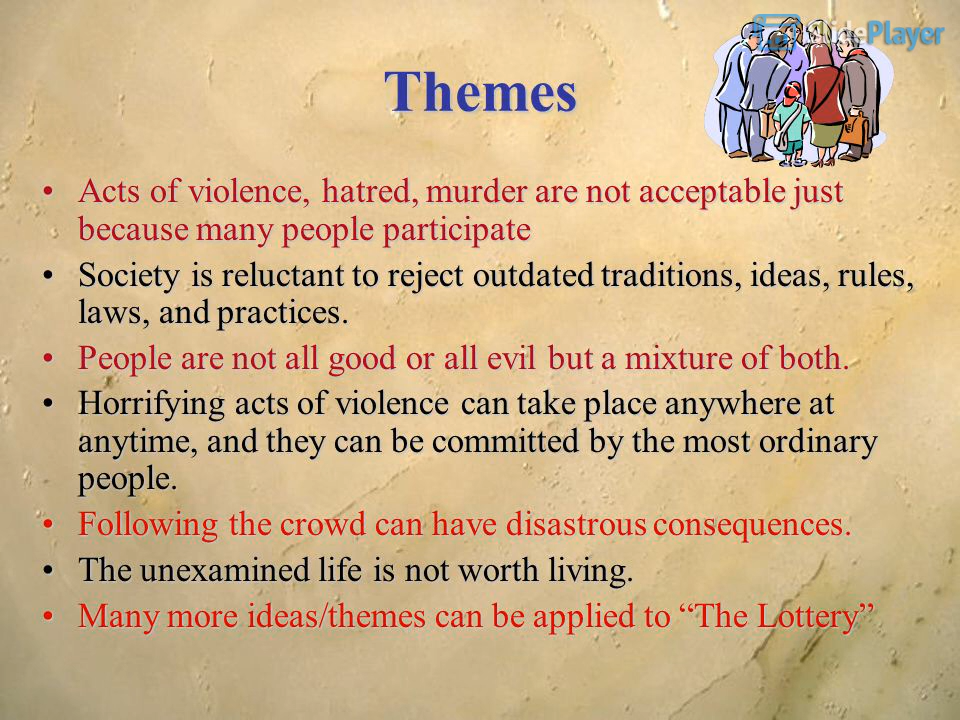 SlidePlayer
Themes
• Acts of violence, hatred, murder are not acceptable just
because many people participate
• Society is reluctant to reject outdated traditions, ideas, rules,
laws, and practices.
• People are not all good or all evil but a mixture of both.
• Horrifying acts of violence can take place anywhere at
anytime, and they can be committed by the most ordinary
people.
• Following the crowd can have disastrous consequences.
• The unexamined life is not worth living.
• Many more ideas/themes can be applied to “The Lottery”